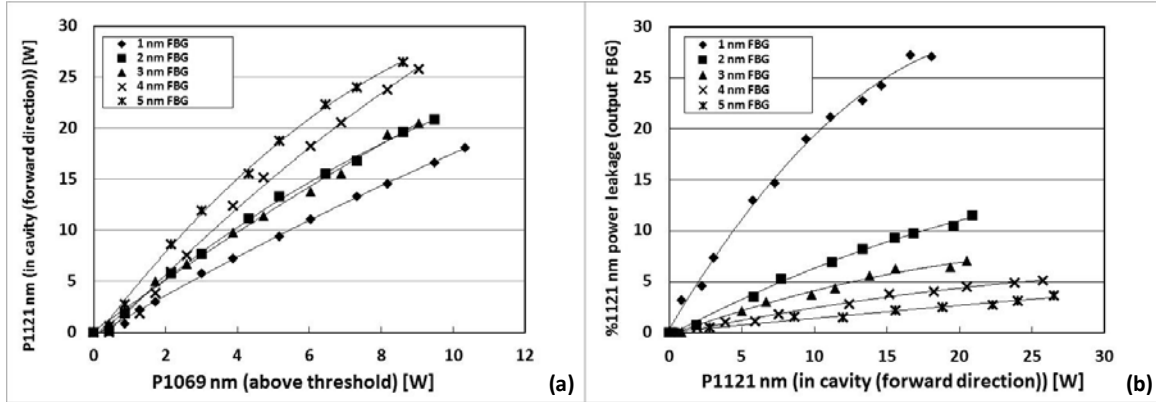 P1121 nm (in cavity (forward direction)) [W]
30
25
20
15
10
5
0
1 nm FBG
2 nm FBG
3 nm FBG
4 nm FBG
5 nm FBG
0 2 4 6 8 10 12
P1069 nm (above threshold) [W]
(a)
%1121 nm power leakage (output FBG)
30
25
20
15
10
5
0
1 nm FBG
2 nm FBG
3 nm FBG
4 nm FBG
5 nm FBG
0 5 10 15 20 25 30
P1121 nm (in cavity (forward direction)) [W]
(b)